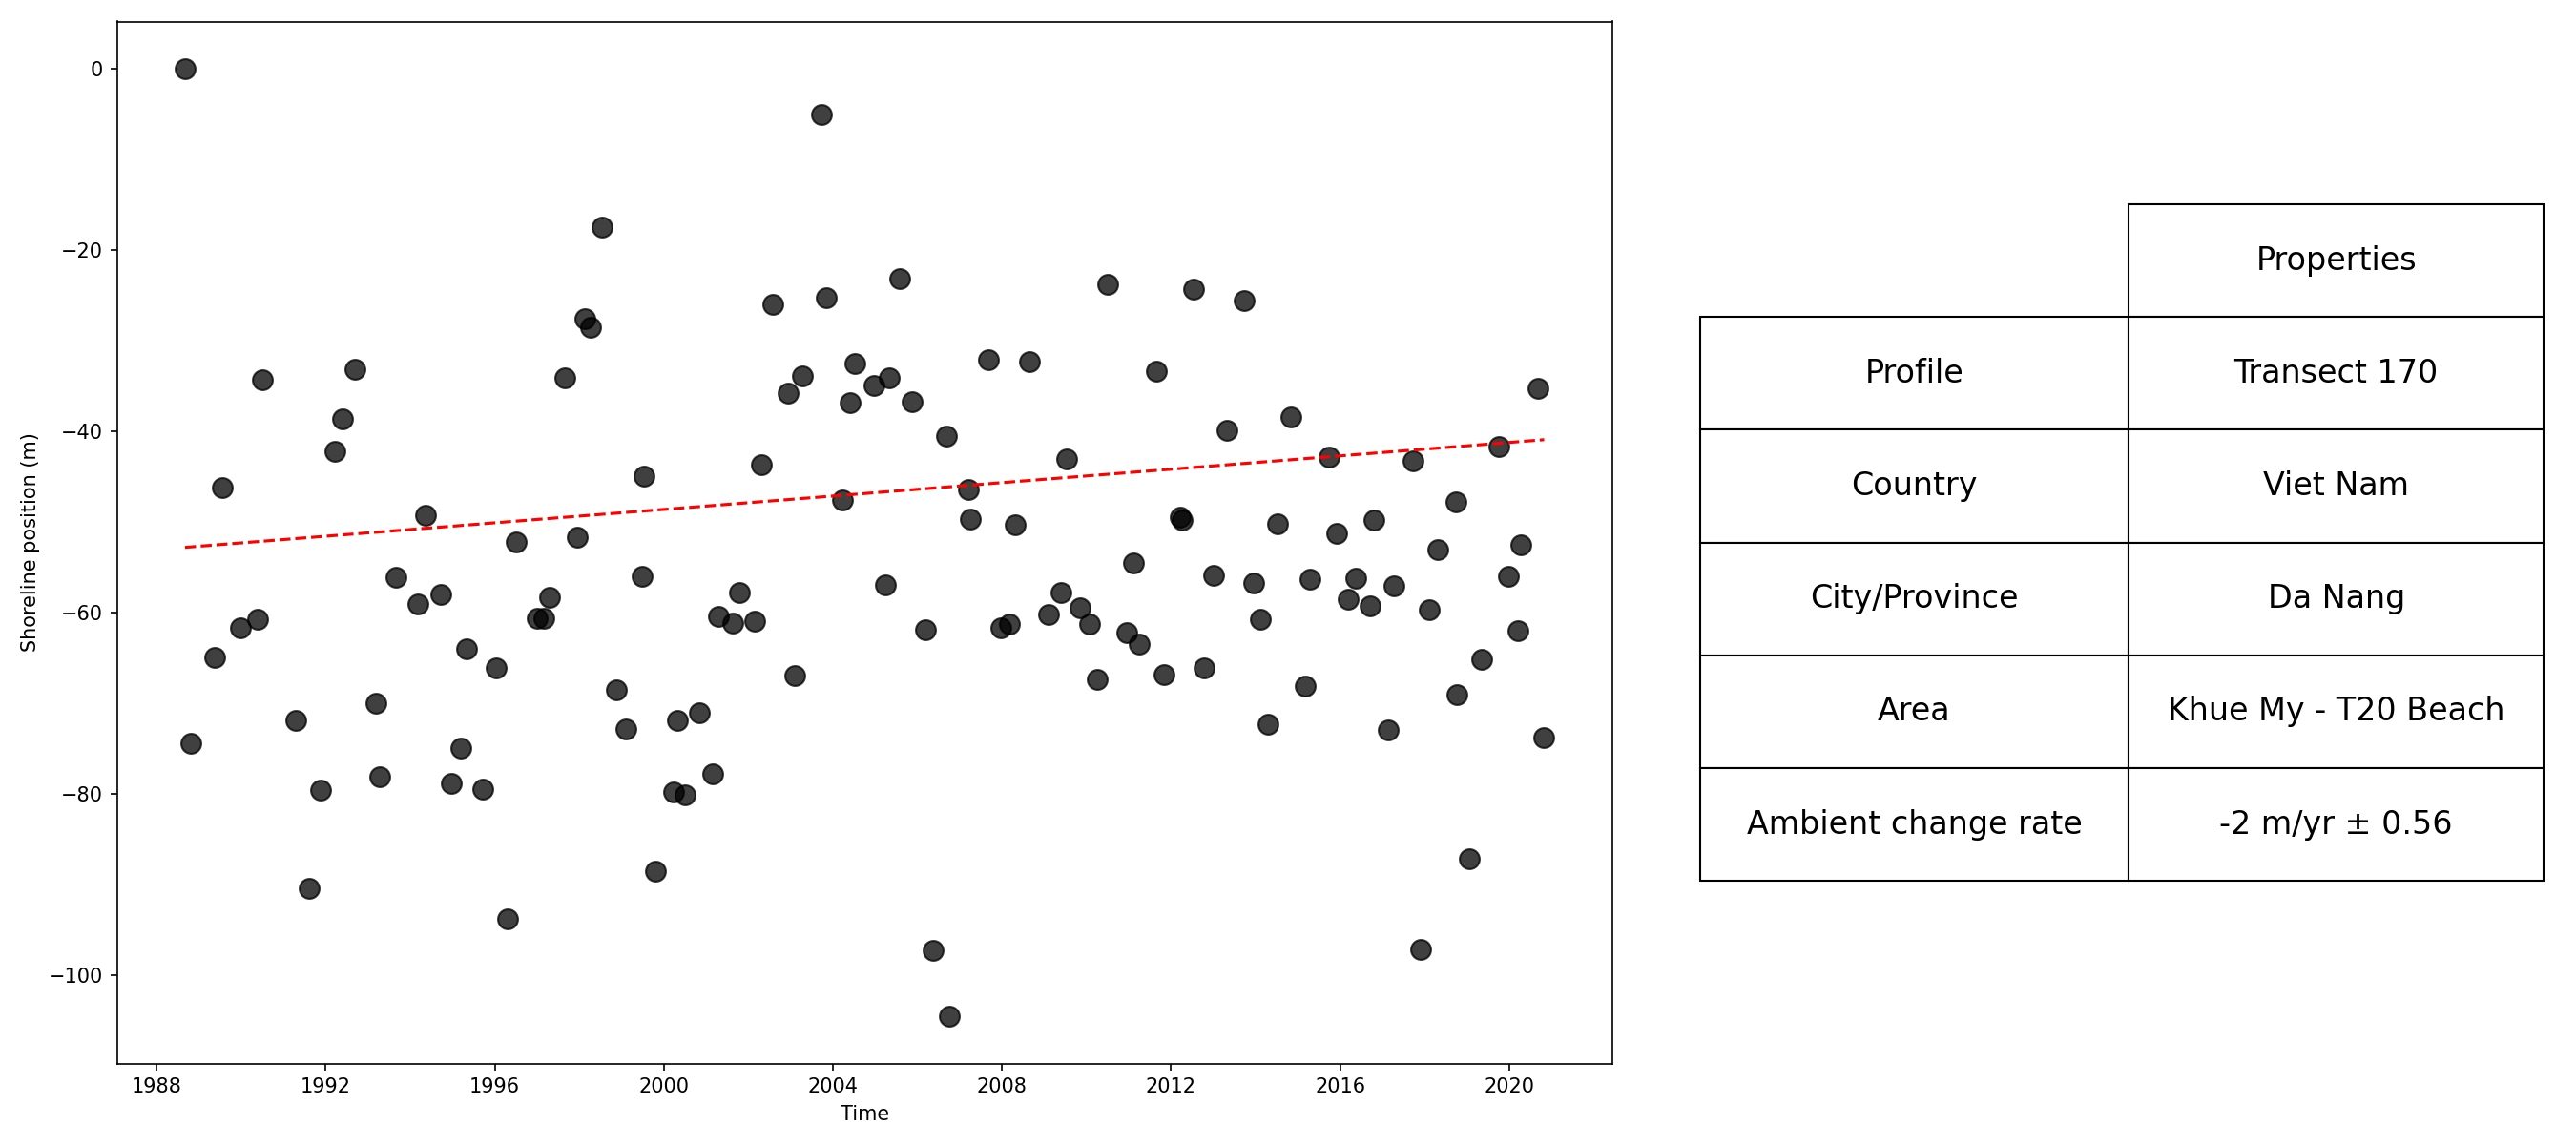 0
−20
−40
−60
−80
−100
Shoreline position (m)
1988 1992 1996 2000 2004 2008 2012 2016 2020
Time
Properties
Profile Transect 170
Country Viet Nam
City/Province Da Nang
Area Khue My - T20 Beach
Ambient change rate -2 m/yr ± 0.56